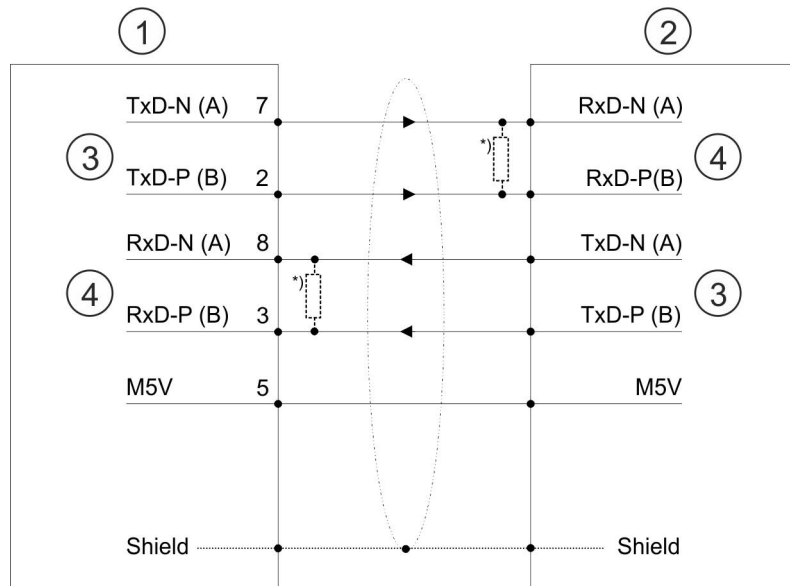 1 2
TxD-N (A) 7 RxD-N (A)
*)
3 TxD-P (B) 2 RxD-P(B) 4
RxD-N (A) 8 TxD-N (A)
*)
4 RxD-P (B) 3 TxD-P (B) 3
M5V 5 M5V
Shield Shield